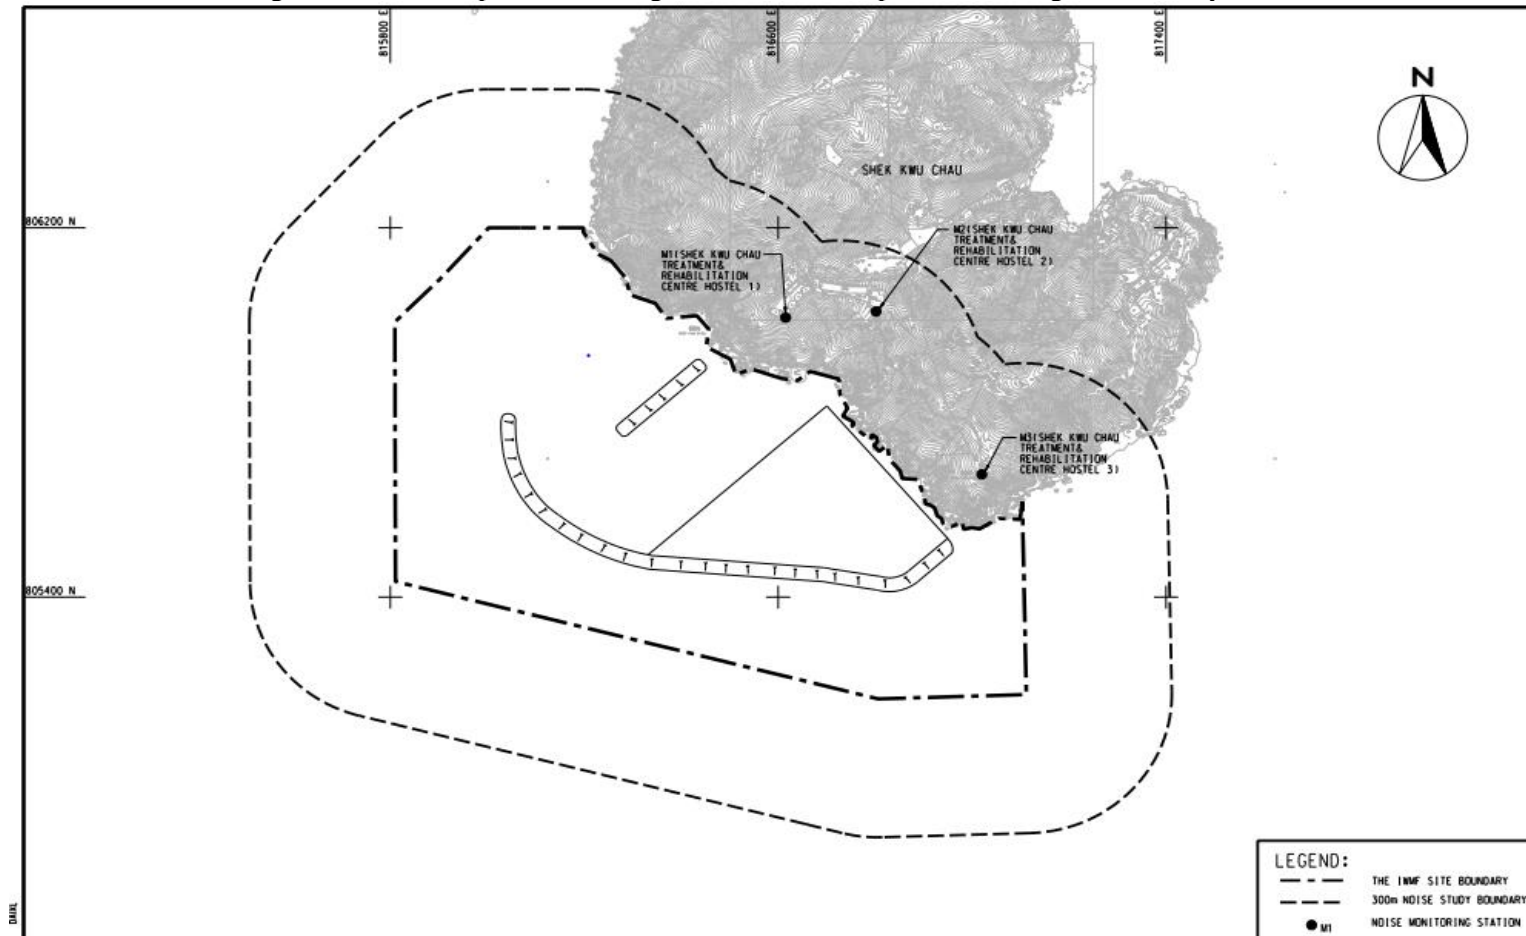 815800 E
816600 E
817400 E
N
SHEK KWU CHAU
806200 N
M1(SHEK KWU CHAU
TREATMENT&
REHABILITATION
CENTRE HOSTEL 1)
M2(SHEK KWU CHAU
TREATMENT&
REHABILITATION
CENTRE HOSTEL 2)
M3(SHEK KWU CHAU
TREATMENT&
REHABILITATION
CENTRE HOSTEL 3)
805400 N
LEGEND:
THE IWMF SITE BOUNDARY
300m NOISE STUDY BOUNDARY
M1 NOISE MONITORING STATION